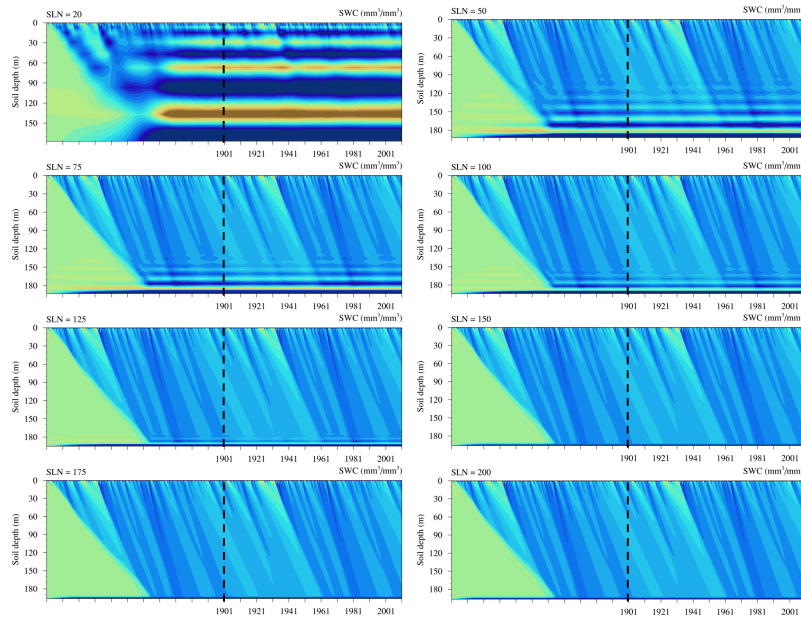 SLN = 20 SWC (mm³/mm³)
Soil depth (m)
0
30
60
90
120
150
1901 1921 1941 1961 1981 2001
SLN = 50 SWC (mm³/mm³)
Soil depth (m)
0
30
60
90
120
150
180
1901 1921 1941 1961 1981 2001
SLN = 75 SWC (mm³/mm³)
Soil depth (m)
0
30
60
90
120
150
180
1901 1921 1941 1961 1981 2001
SLN = 100 SWC (mm³/mm³)
Soil depth (m)
0
30
60
90
120
150
180
1901 1921 1941 1961 1981 2001
SLN = 125 SWC (mm³/mm³)
Soil depth (m)
0
30
60
90
120
150
180
1901 1921 1941 1961 1981 2001
SLN = 150 SWC (mm³/mm³)
Soil depth (m)
0
30
60
90
120
150
180
1901 1921 1941 1961 1981 2001
SLN = 175 SWC (mm³/mm³)
Soil depth (m)
0
30
60
90
120
150
180
1901 1921 1941 1961 1981 2001
SLN = 200 SWC (mm³/mm³)
Soil depth (m)
0
30
60
90
120
150
180
1901 1921 1941 1961 1981 2001